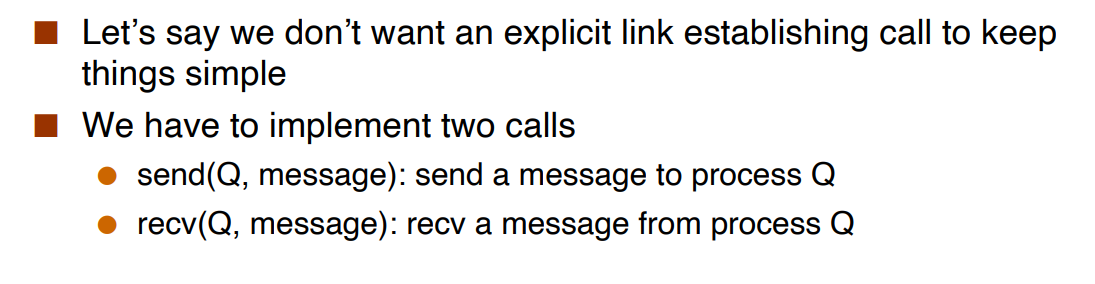 Let’s say we don’t want an explicit link establishing call to keep
things simple
We have to implement two calls
send(Q, message): send a message to process Q
recv(Q, message): recv a message from process Q